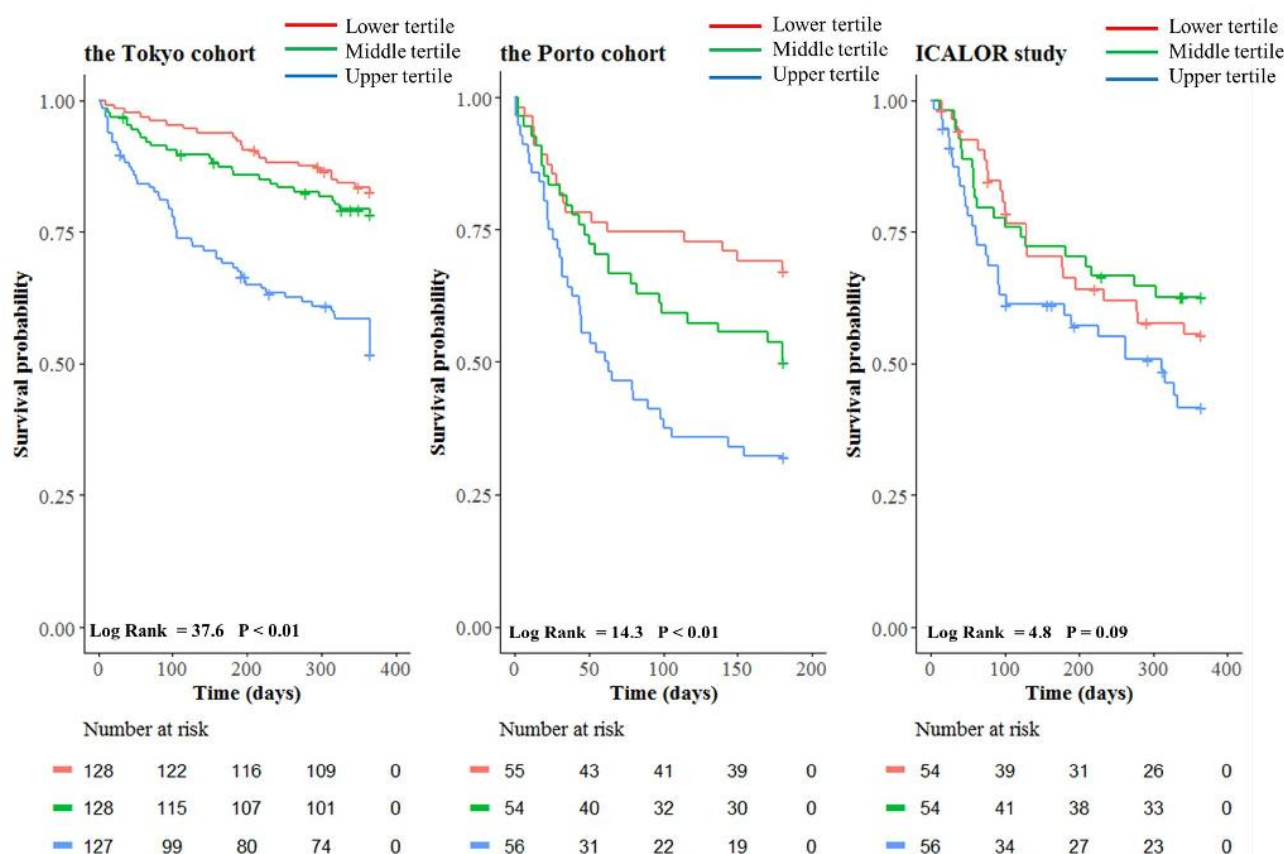 the Tokyo cohort
Lower tertile
Middle tertile
Upper tertile
Survival probability
1.00
0.75
0.50
0.25
0.00
Log Rank = 37.6 P < 0.01
0 100 200 300 400
Time (days)
Number at risk
128 122 116 109 0
128 115 107 101 0
127 99 80 74 0
the Porto cohort
Lower tertile
Middle tertile
Upper tertile
Survival probability
1.00
0.75
0.50
0.25
0.00
Log Rank = 14.3 P < 0.01
0 50 100 150 200
Time (days)
Number at risk
55 43 41 39 0
54 40 32 30 0
56 31 22 19 0
ICALOR study
Lower tertile
Middle tertile
Upper tertile
Survival probability
1.00
0.75
0.50
0.25
0.00
Log Rank = 4.8 P = 0.09
0 100 200 300 400
Time (days)
Number at risk
54 39 31 26 0
54 41 38 33 0
56 34 27 23 0